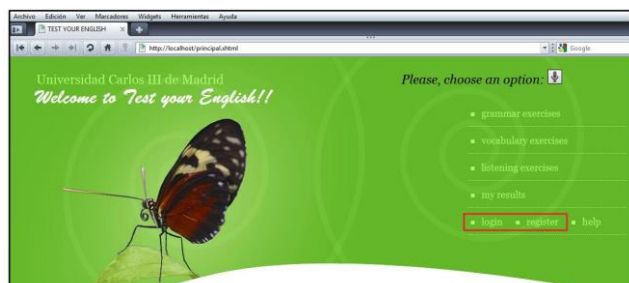 Archivo Edición Ver Marcadores Widgets Herramientas Ayuda
TEST YOUR ENGLISH
http://localhost/principal.xhtml
Google
Universidad Carlos III de Madrid
Welcome to Test your English!!
Please, choose an option:
grammar exercises
vocabulary exercises
listening exercises
my results
login register help